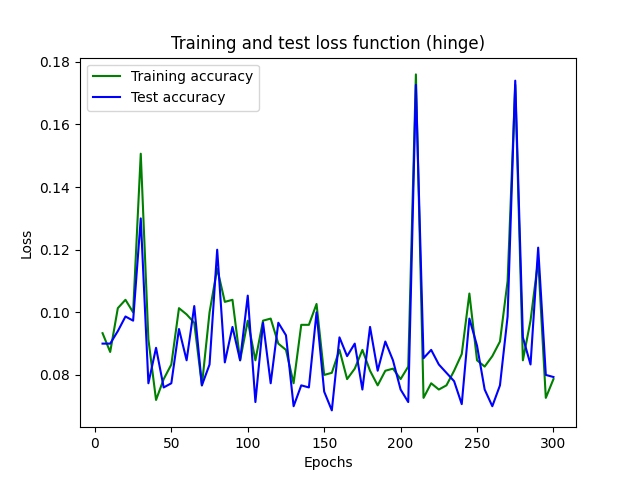 Training and test loss function (hinge)
Training accuracy
Test accuracy
0.18
0.16
0.14
0.12
0.10
0.08
Loss
0 50 100 150 200 250 300
Epochs